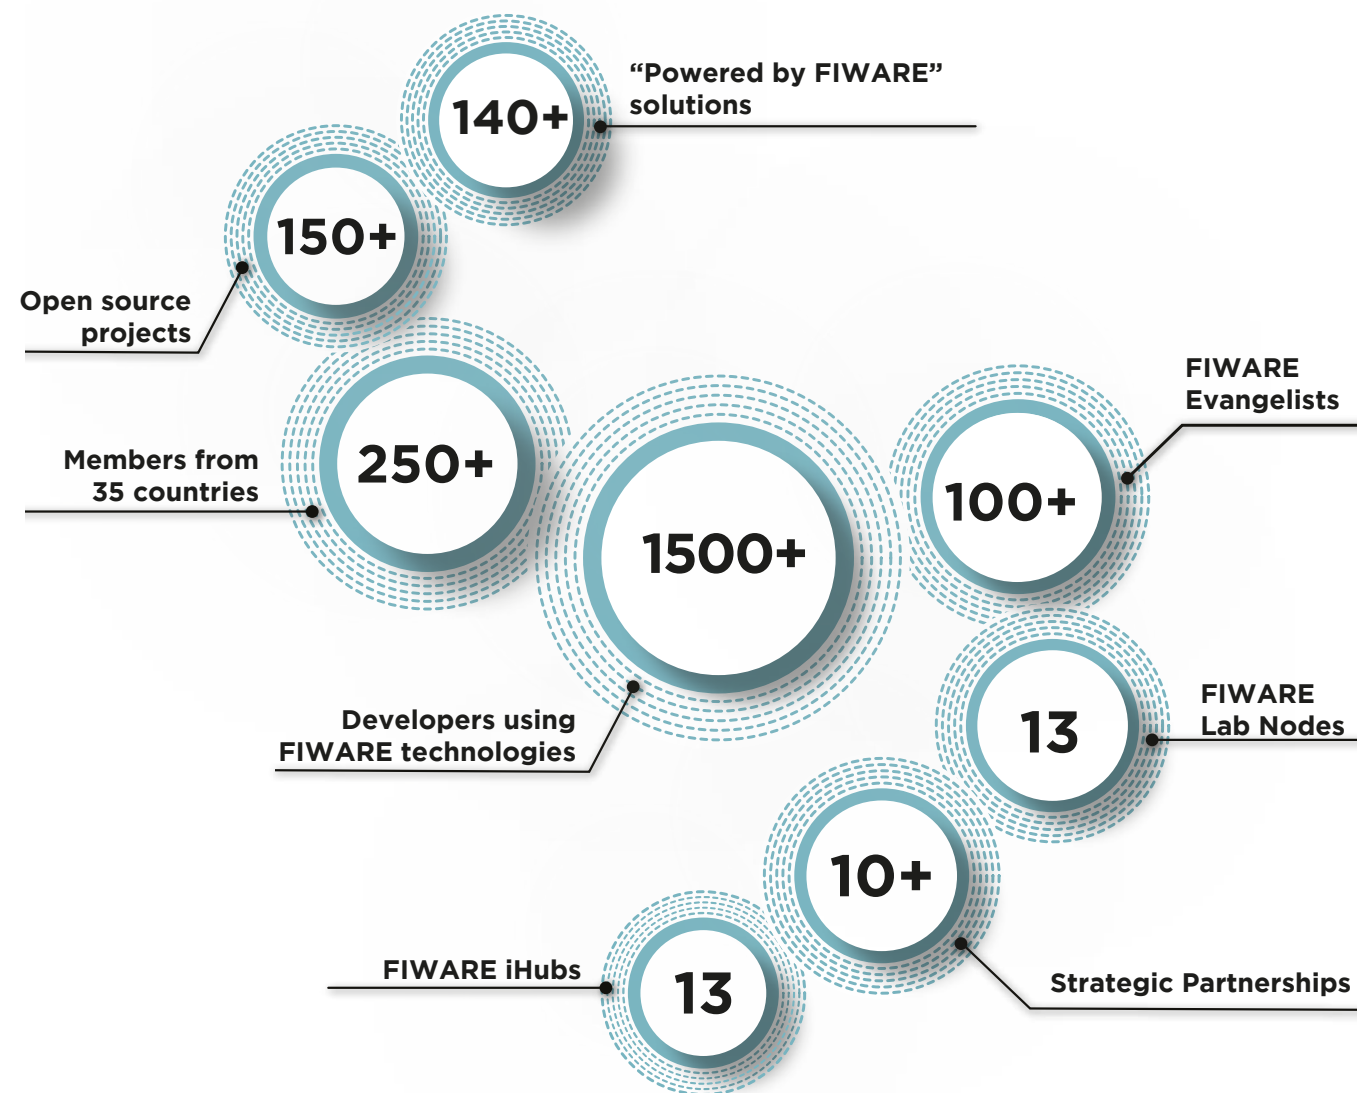 140+
“Powered by FIWARE”
solutions
150+
Open source
projects
250+
Members from
35 countries
1500+
Developers using
FIWARE technologies
100+
FIWARE
Evangelists
13
FIWARE
Lab Nodes
10+
Strategic Partnerships
13
FIWARE iHubs